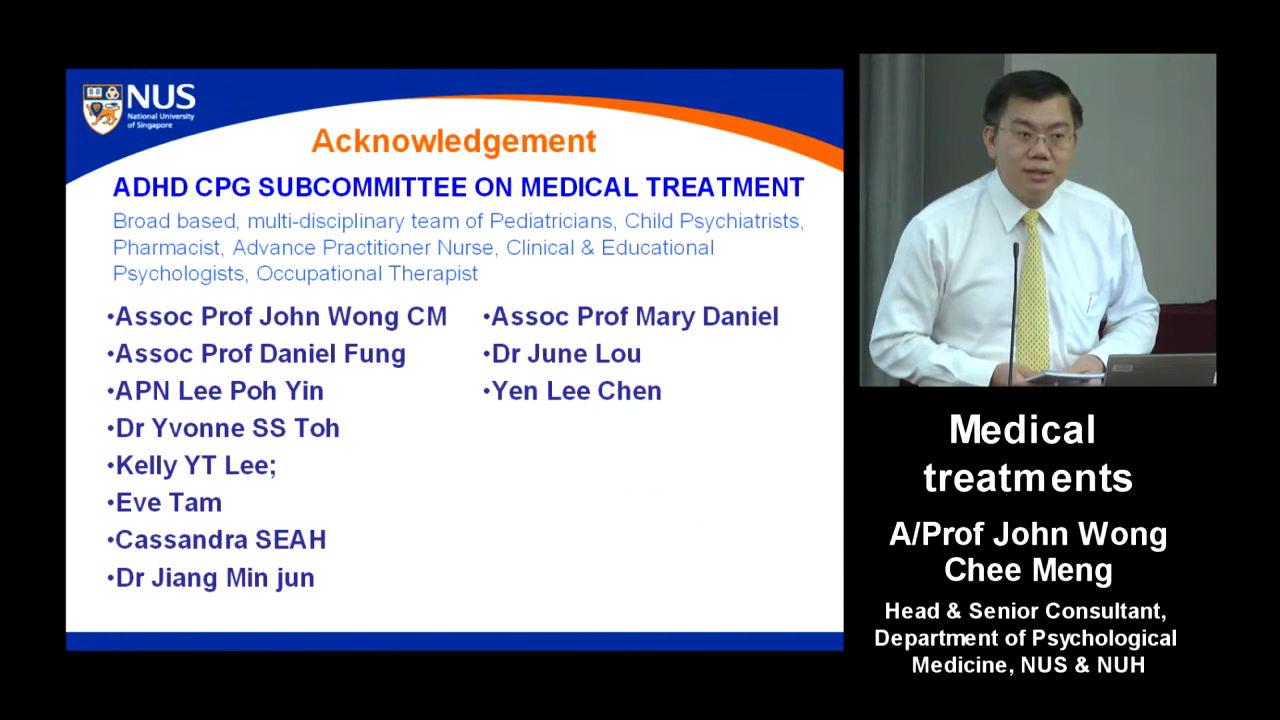 NUS
National University
of Singapore
Acknowledgement
ADHD CPG SUBCOMMITTEE ON MEDICAL TREATMENT
Broad based, multi-disciplinary team of Pediatricians, Child Psychiatrists,
Pharmacist, Advance Practitioner Nurse, Clinical & Educational
Psychologists, Occupational Therapist
•Assoc Prof John Wong CM
•Assoc Prof Daniel Fung
•APN Lee Poh Yin
•Dr Yvonne SS Toh
•Kelly YT Lee;
•Eve Tam
•Cassandra SEAH
•Dr Jiang Min jun
•Assoc Prof Mary Daniel
•Dr June Lou
•Yen Lee Chen
Medical
treatments
A/Prof John Wong
Chee Meng
Head & Senior Consultant,
Department of Psychological
Medicine, NUS & NUH